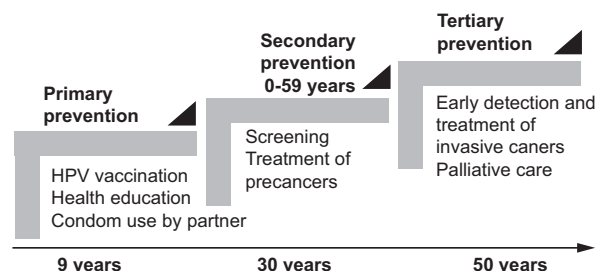 Primary
prevention
HPV vaccination
Health education
Condom use by partner
Secondary
prevention
0-59 years
Screening
Treatment of
precancers
Tertiary
prevention
Early detection and
treatment of
invasive caners
Palliative care
9 years
30 years
50 years